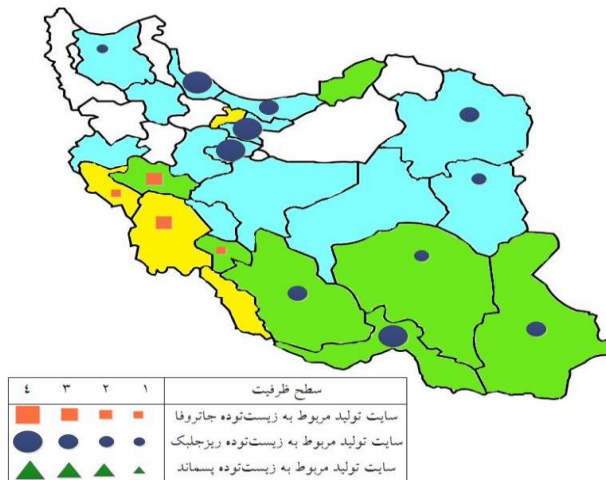 سطح ظرفیت ۱ ۲ ۳ ٤
سایت تولید مربوط به زیست‌توده جاتروفا
سایت تولید مربوط به زیست‌توده ریزجلبک
سایت تولید مربوط به زیست‌توده پسماند